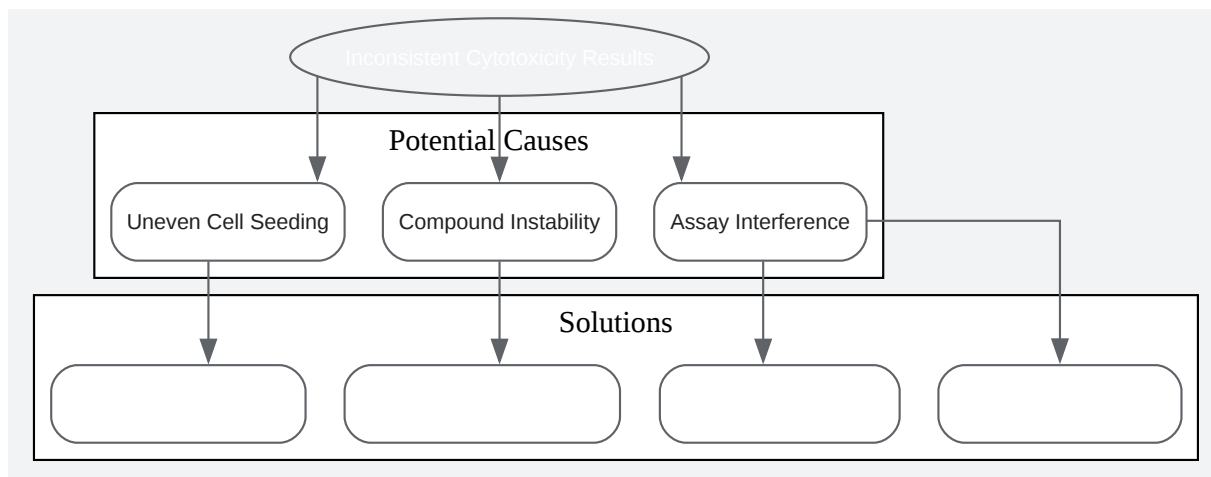 Inconsistent Cytotoxicity Results
Potential Causes
Uneven Cell Seeding
Compound Instability
Assay Interference
Solutions